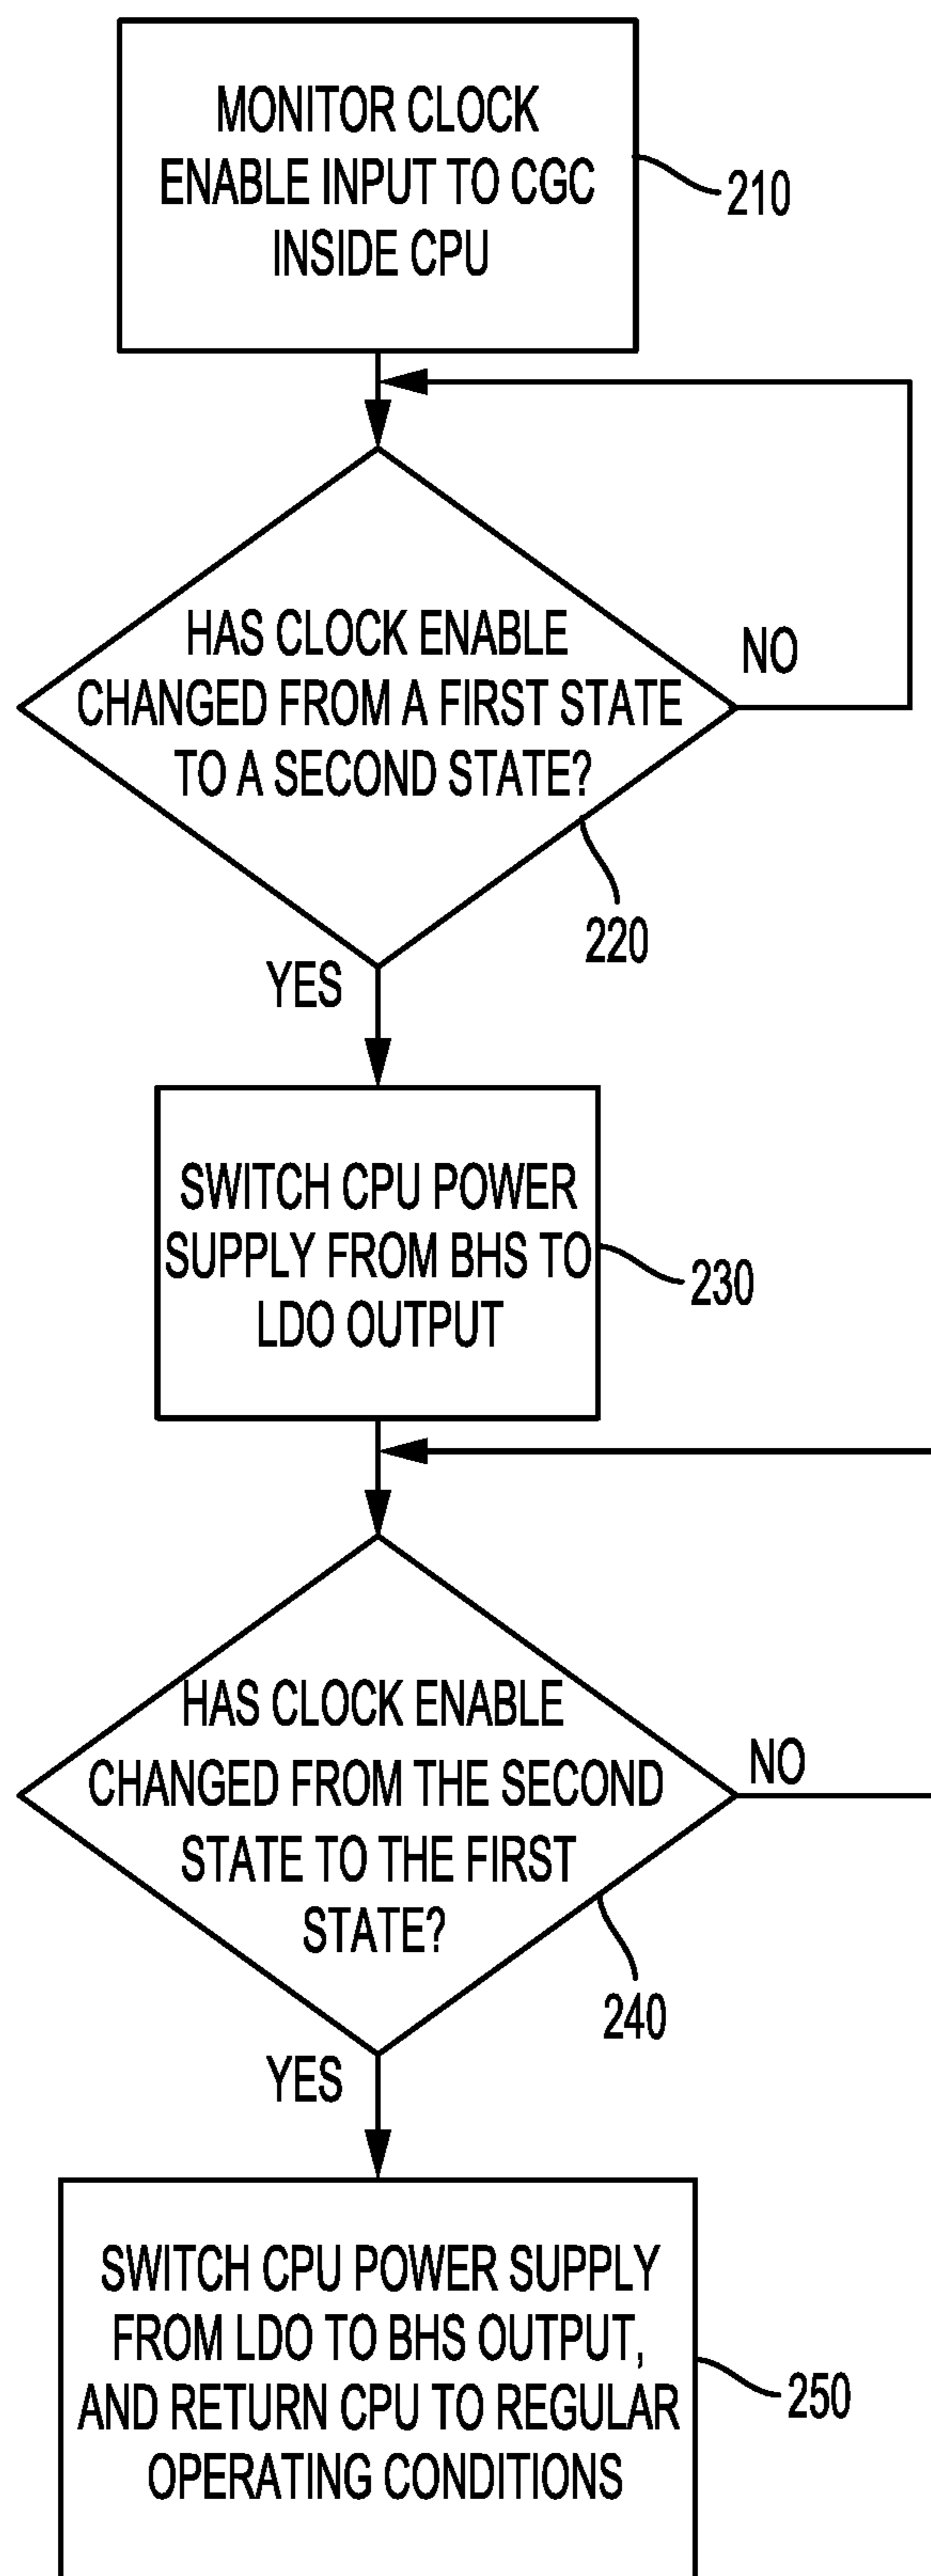 MONITOR CLOCK
ENABLE INPUT TO CGC
INSIDE CPU
210
HAS CLOCK ENABLE
CHANGED FROM A FIRST STATE
TO A SECOND STATE?
NO
220
YES
SWITCH CPU POWER
SUPPLY FROM BHS TO
LDO OUTPUT
230
HAS CLOCK ENABLE
CHANGED FROM THE SECOND
STATE TO THE FIRST
STATE?
NO
240
YES
SWITCH CPU POWER SUPPLY
FROM LDO TO BHS OUTPUT,
AND RETURN CPU TO REGULAR
OPERATING CONDITIONS
250